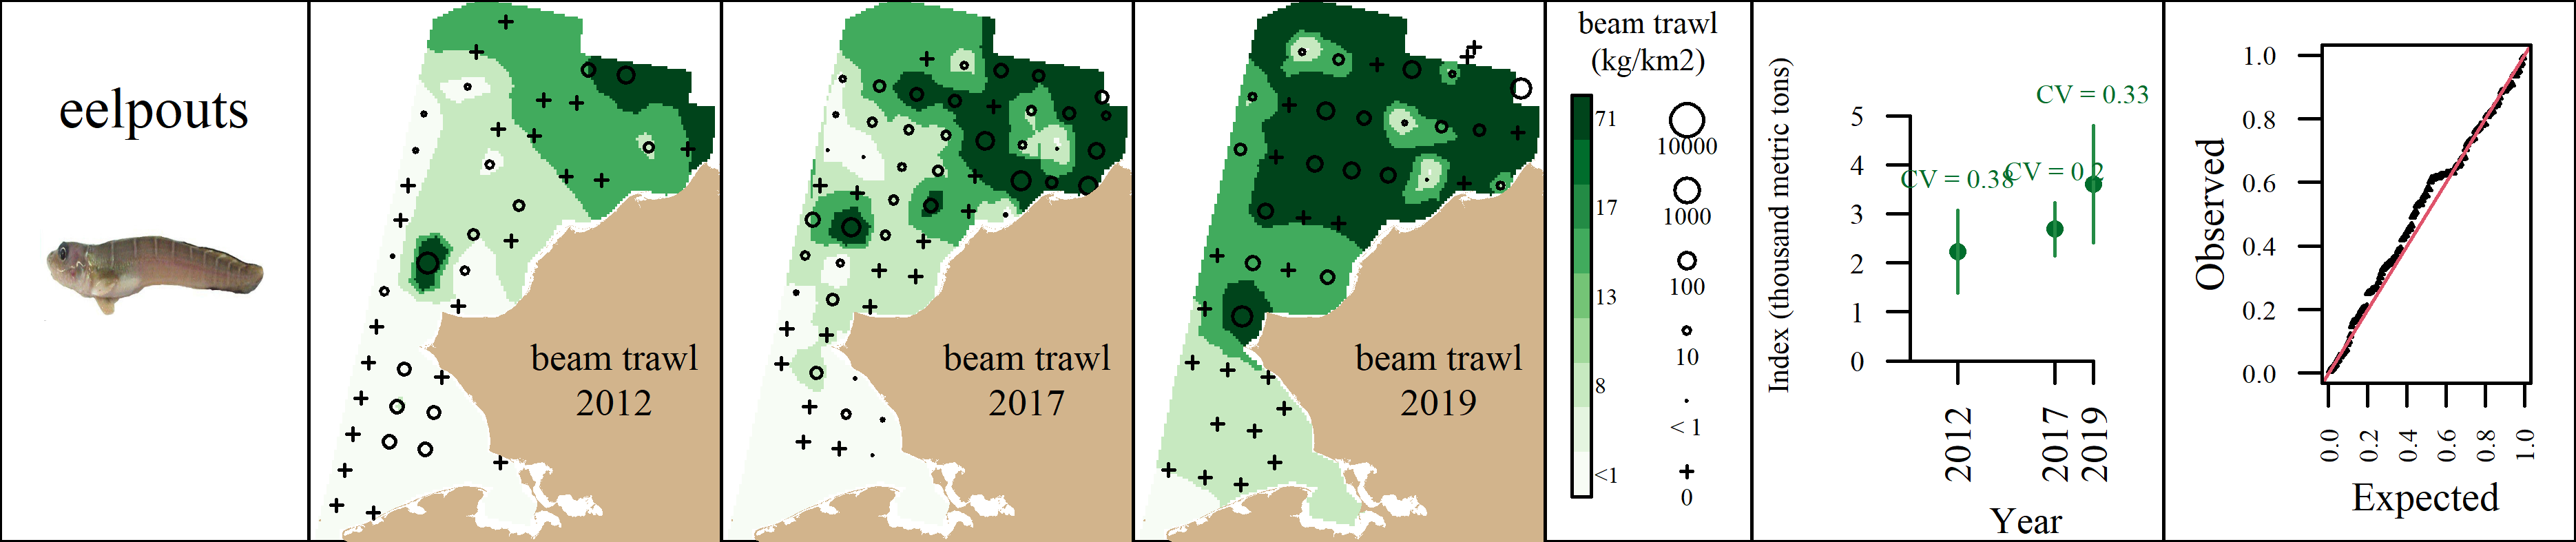 eelpouts
beam trawl
2012
beam trawl
2017
beam trawl
2019
beam trawl
(kg/km2)
71
17
13
8
<1
10000
1000
100
10
< 1
0
Index (thousand metric tons)
5
4
3
2
1
0
CV = 0.38
CV = 0.2
CV = 0.33
2012
2017
2019
Year
Observed
1.0
0.8
0.6
0.4
0.2
0.0
0.0
0.2
0.4
0.6
0.8
1.0
Expected